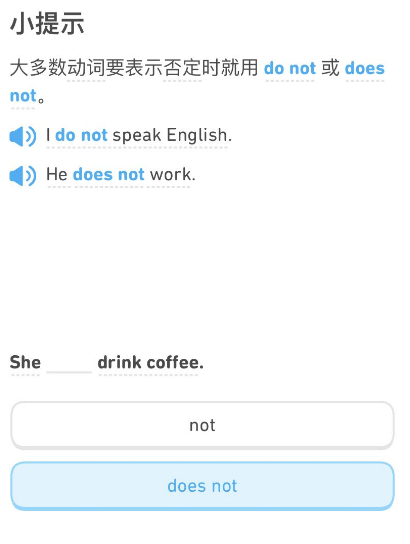 小提示
大多数动词要表示否定时就用 do not 或 does
not。
I do not speak English.
He does not work.
She _____ drink coffee.
not
does not